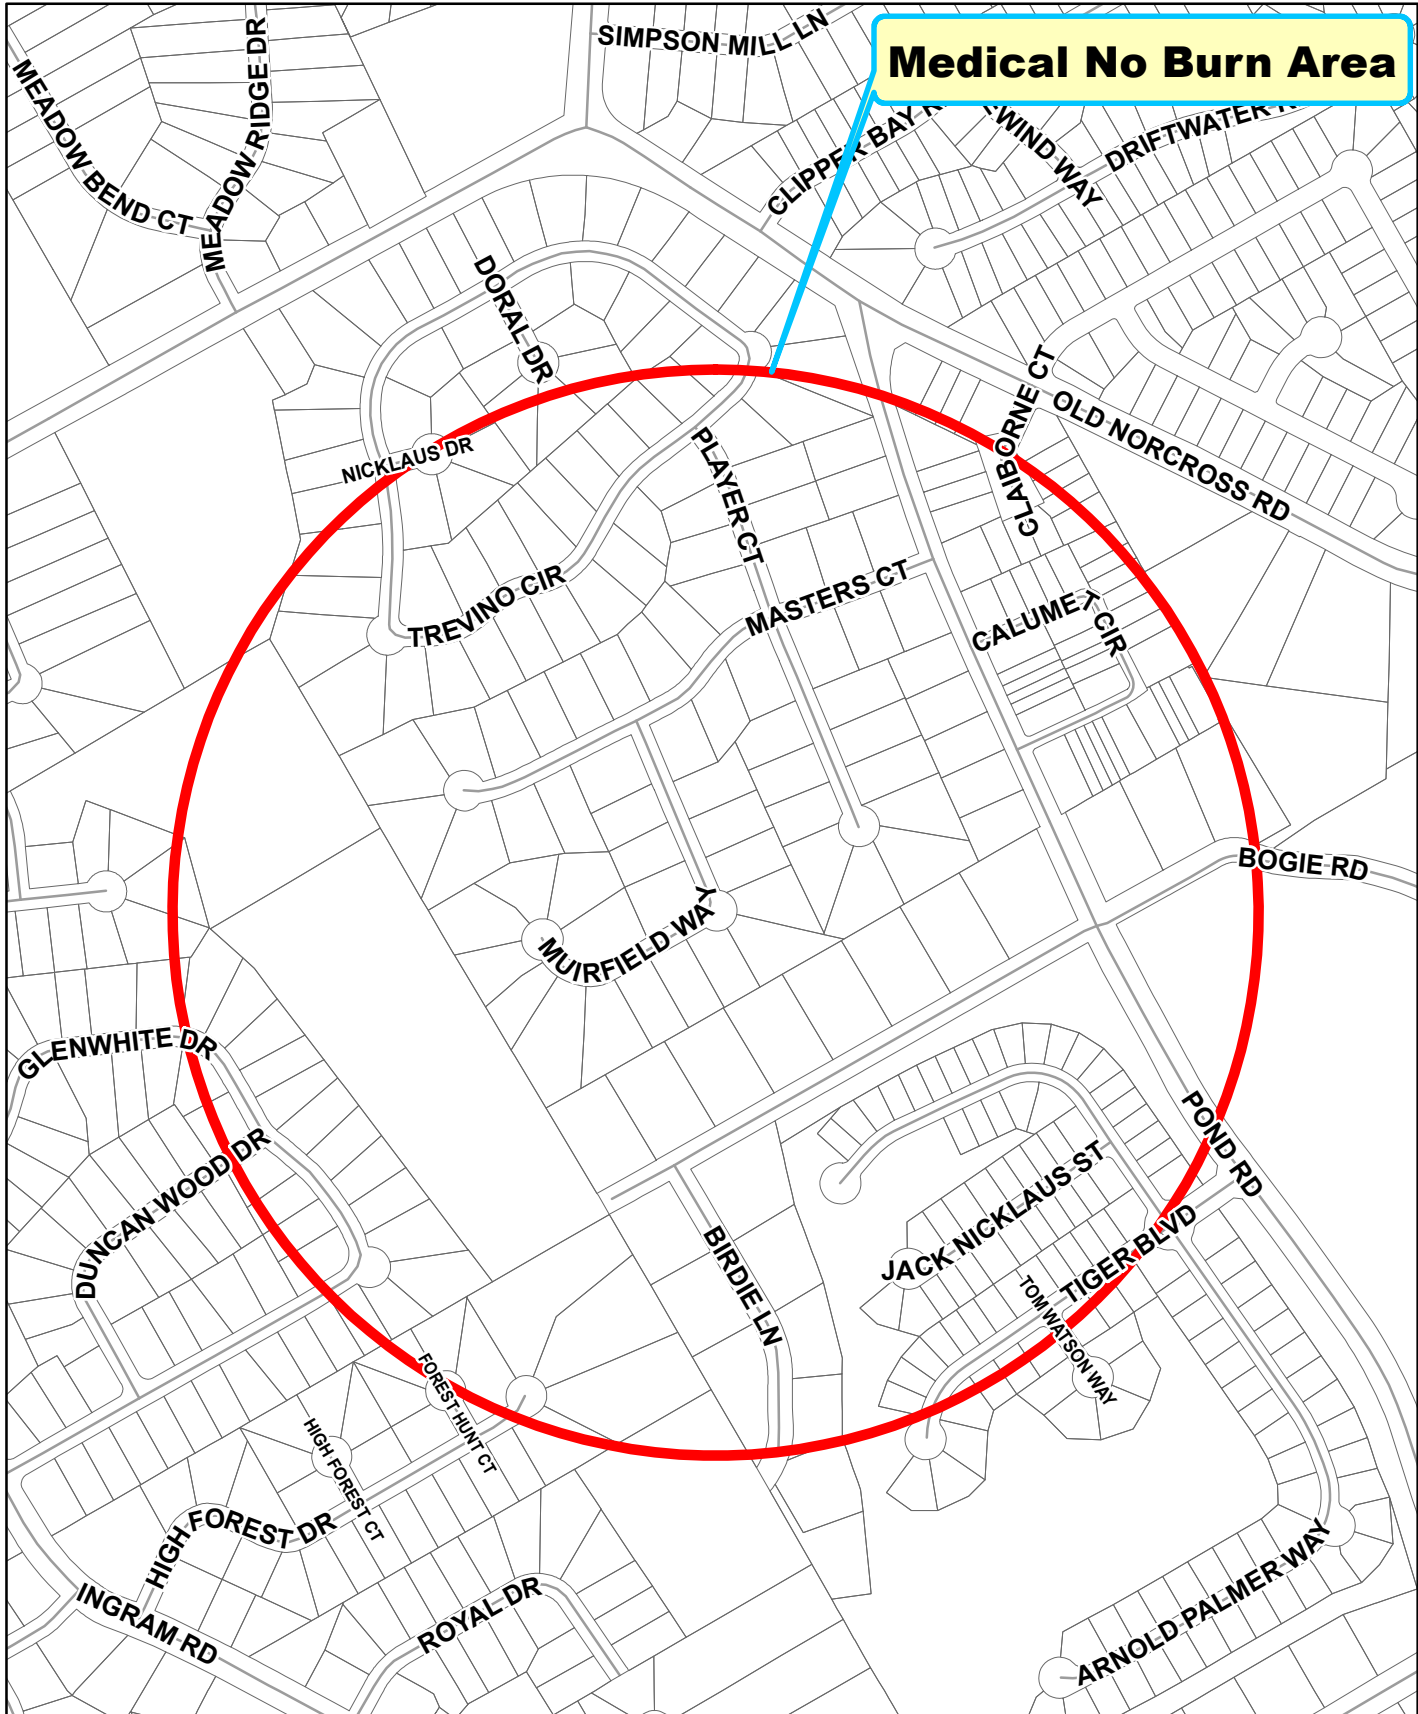 SIMPSON MILL LN
Medical No Burn Area
MEADOW RIDGE DR
MEADOW BEND CT
CLIPPER BAY
WIND WAY
DRIFTWATER
DORAL DR
CLAIBORNE CT
OLD NORCROSS RD
NICKLAUS DR
PLAYER CT
TREVINO CIR
MASTERS CT
CALUMET CIR
BOGIE RD
MUIRFIELD WAY
GLENWHITE DR
DUNCAN WOOD DR
POND RD
JACK NICKLAUS ST
TIGER BLVD
BIRDIE LN
TOM WATSON WAY
FOREST HUNT CT
HIGH FOREST CT
HIGH FOREST DR
INGRAM RD
ROYAL DR
ARNOLD PALMER WAY